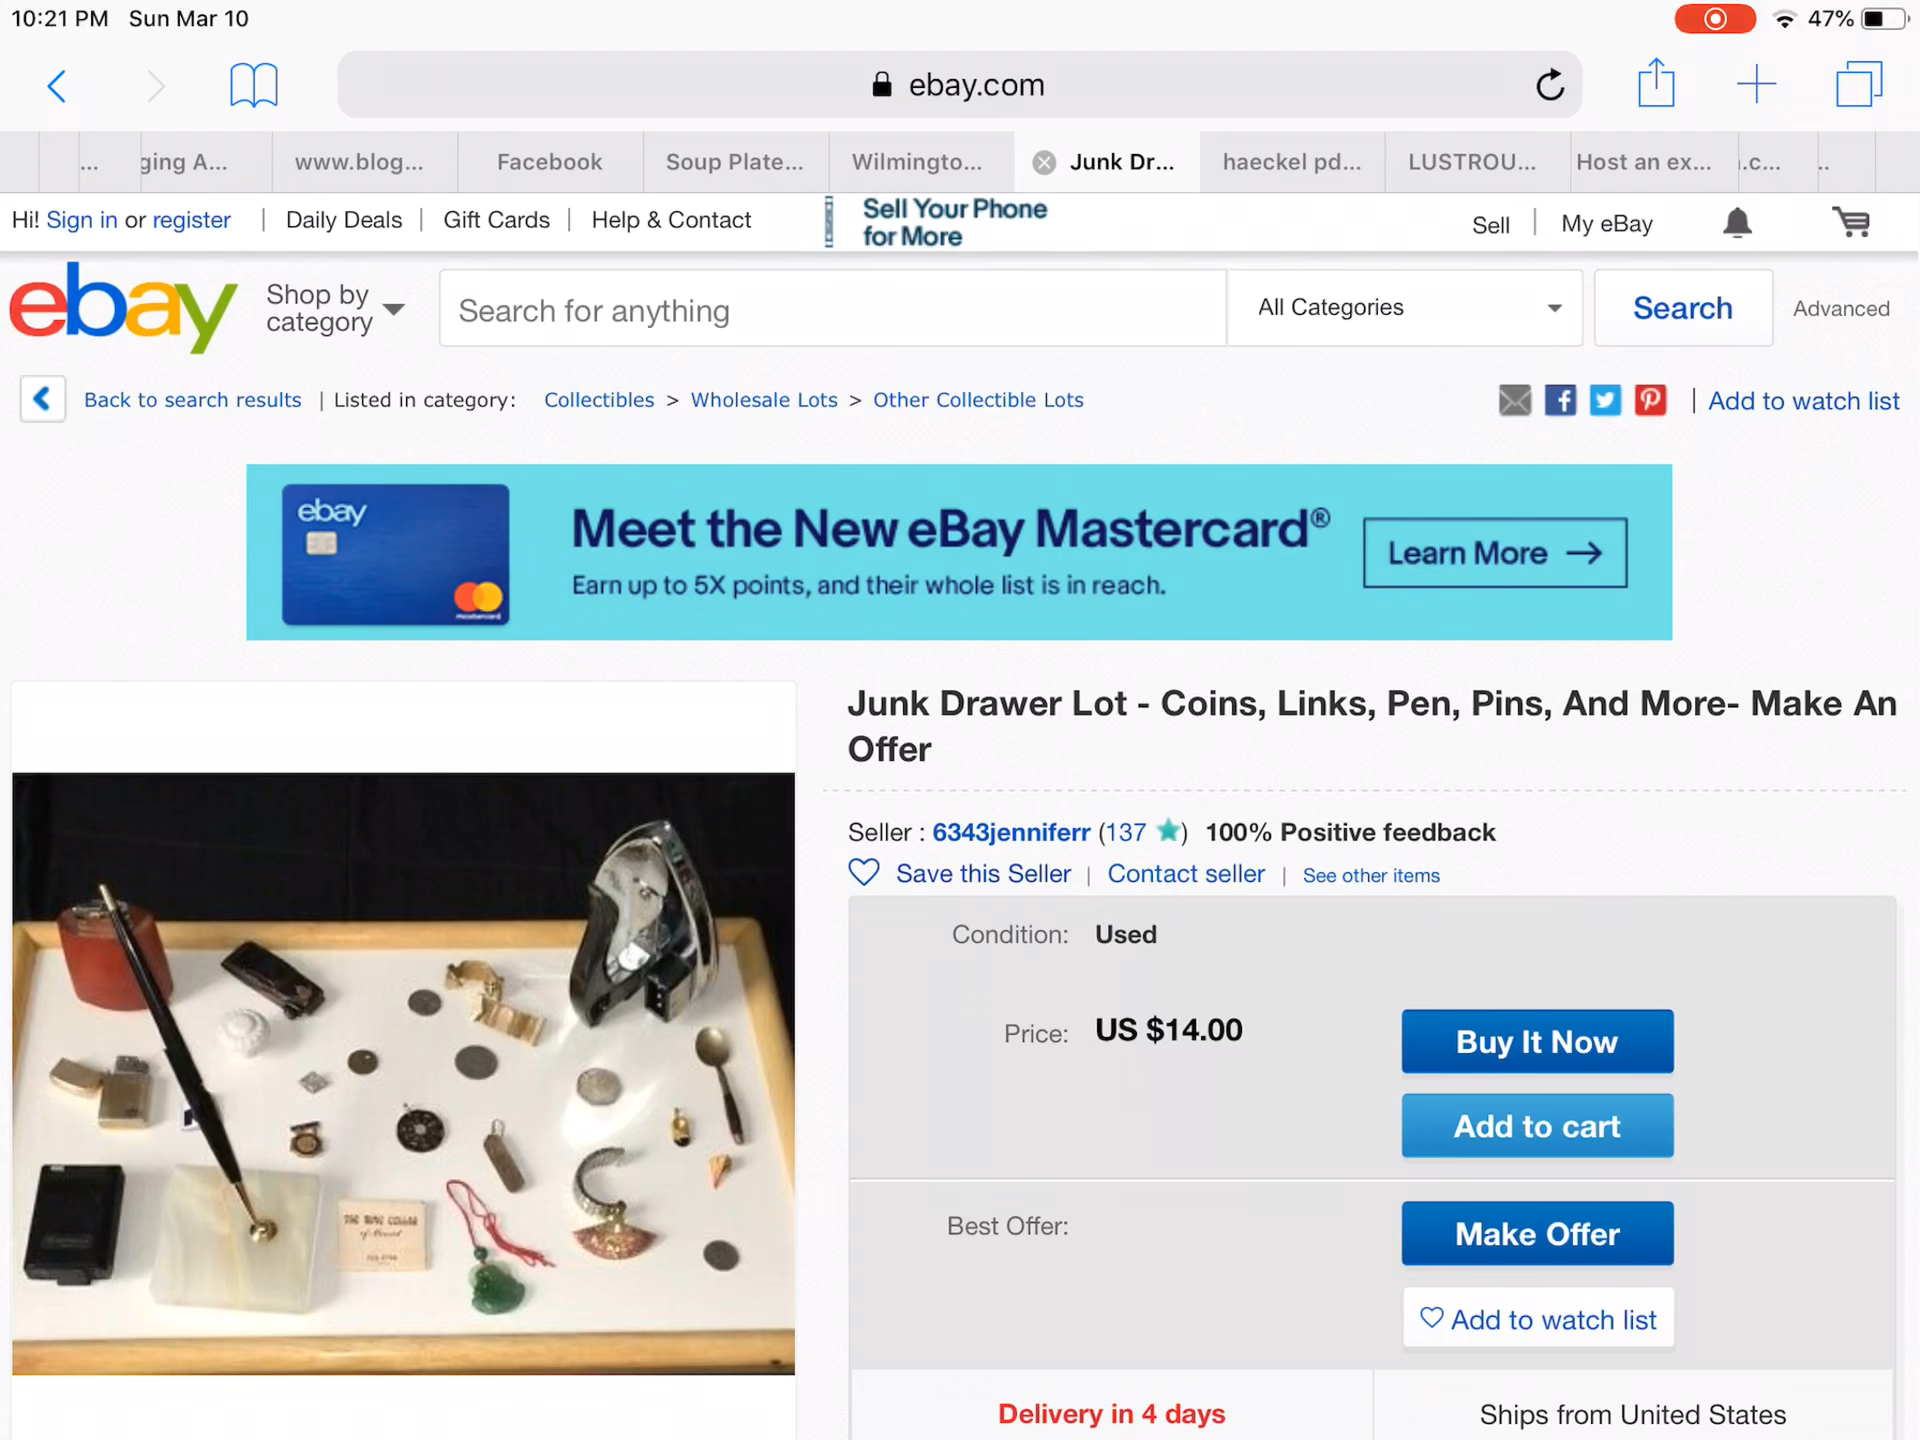 10:21 PM Sun Mar 10
47%
ebay.com
...
ging A...
www.blog...
Facebook
Soup Plate...
Wilmingto...
Junk Dr...
haeckel pd...
LUSTROU...
Host an ex...
.c...
..
Hi! Sign in or register | Daily Deals | Gift Cards | Help & Contact
Sell Your Phone
for More
Sell | My eBay
ebay
Shop by
category
Search for anything
All Categories
Search
Advanced
Back to search results | Listed in category: Collectibles > Wholesale Lots > Other Collectible Lots
| Add to watch list
ebay
mastercard
Meet the New eBay Mastercard®
Earn up to 5X points, and their whole list is in reach.
Learn More →
Junk Drawer Lot - Coins, Links, Pen, Pins, And More- Make An
Offer
Seller : 6343jenniferr (137 ★) 100% Positive feedback
Save this Seller | Contact seller | See other items
Condition: Used
Price: US $14.00
Buy It Now
Add to cart
Best Offer:
Make Offer
Add to watch list
Delivery in 4 days
Ships from United States